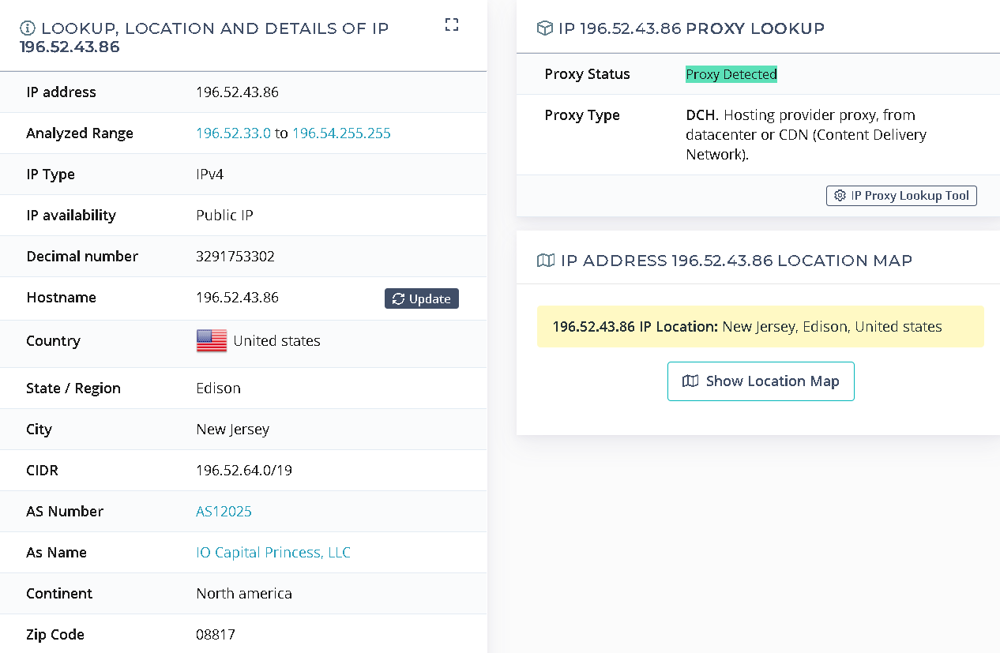 LOOKUP, LOCATION AND DETAILS OF IP
196.52.43.86
IP address 196.52.43.86
Analyzed Range 196.52.33.0 to 196.54.255.255
IP Type IPv4
IP availability Public IP
Decimal number 3291753302
Hostname 196.52.43.86 Update
Country United states
State / Region Edison
City New Jersey
CIDR 196.52.64.0/19
AS Number AS12025
As Name IO Capital Princess, LLC
Continent North america
Zip Code 08817
IP 196.52.43.86 PROXY LOOKUP
Proxy Status Proxy Detected
Proxy Type DCH. Hosting provider proxy, from
datacenter or CDN (Content Delivery
Network).
IP Proxy Lookup Tool
IP ADDRESS 196.52.43.86 LOCATION MAP
196.52.43.86 IP Location: New Jersey, Edison, United states
Show Location Map